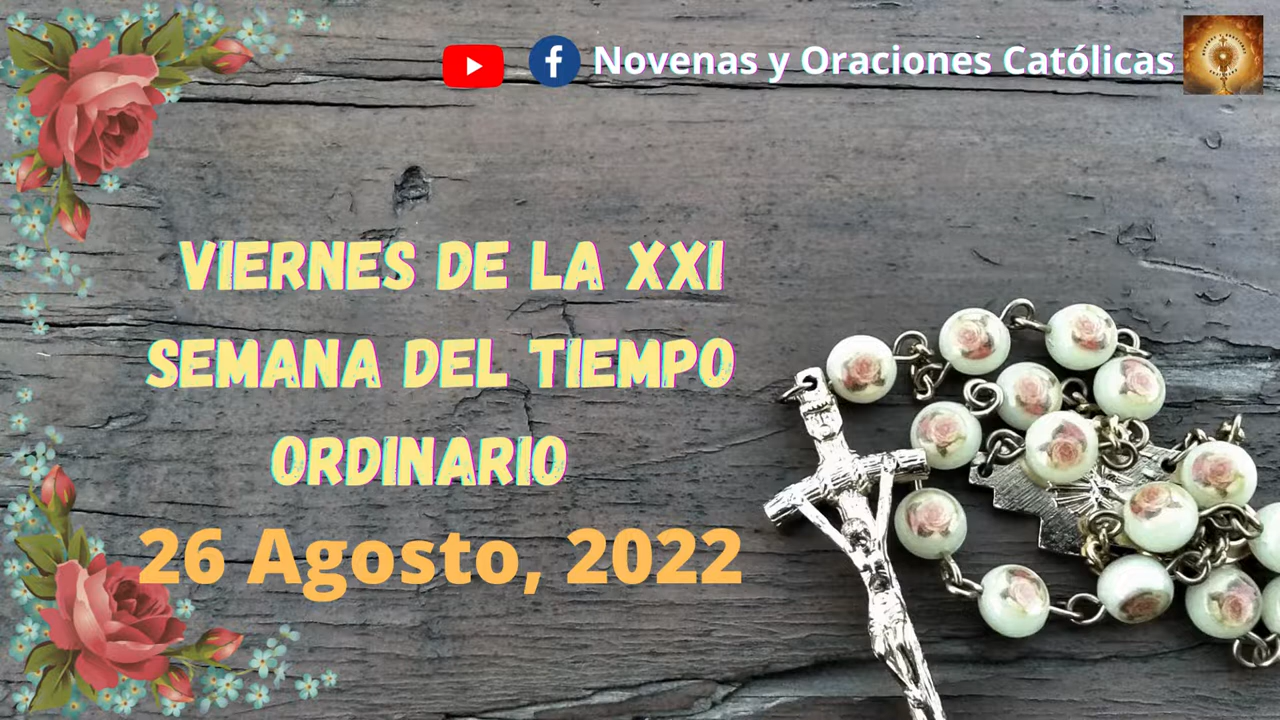 Novenas y Oraciones Católicas
VIERNES DE LA XXI
SEMANA DEL TIEMPO
ORDINARIO
26 Agosto, 2022